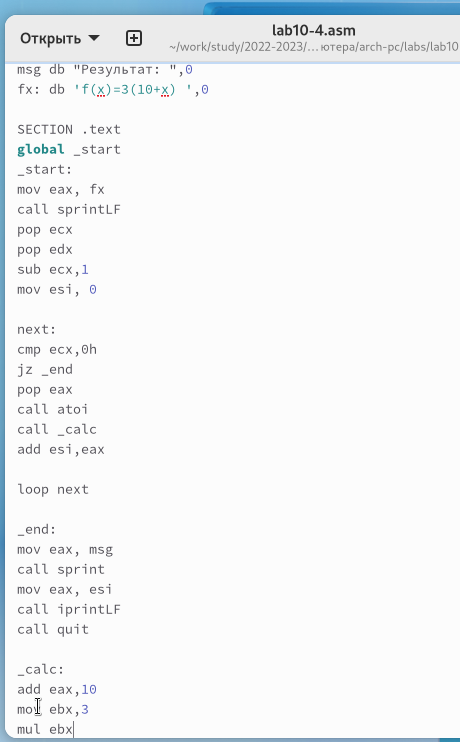 Открыть
lab10-4.asm
~/work/study/2022-2023/… ютера/arch-pc/labs/lab10
msg db "Результат: ",0
fx: db 'f(x)=3(10+x) ',0
SECTION .text
global _start
_start:
mov eax, fx
call sprintLF
pop ecx
pop edx
sub ecx,1
mov esi, 0
next:
cmp ecx,0h
jz _end
pop eax
call atoi
call _calc
add esi,eax
loop next
_end:
mov eax, msg
call sprint
mov eax, esi
call iprintLF
call quit
_calc:
add eax,10
mov ebx,3
mul ebx